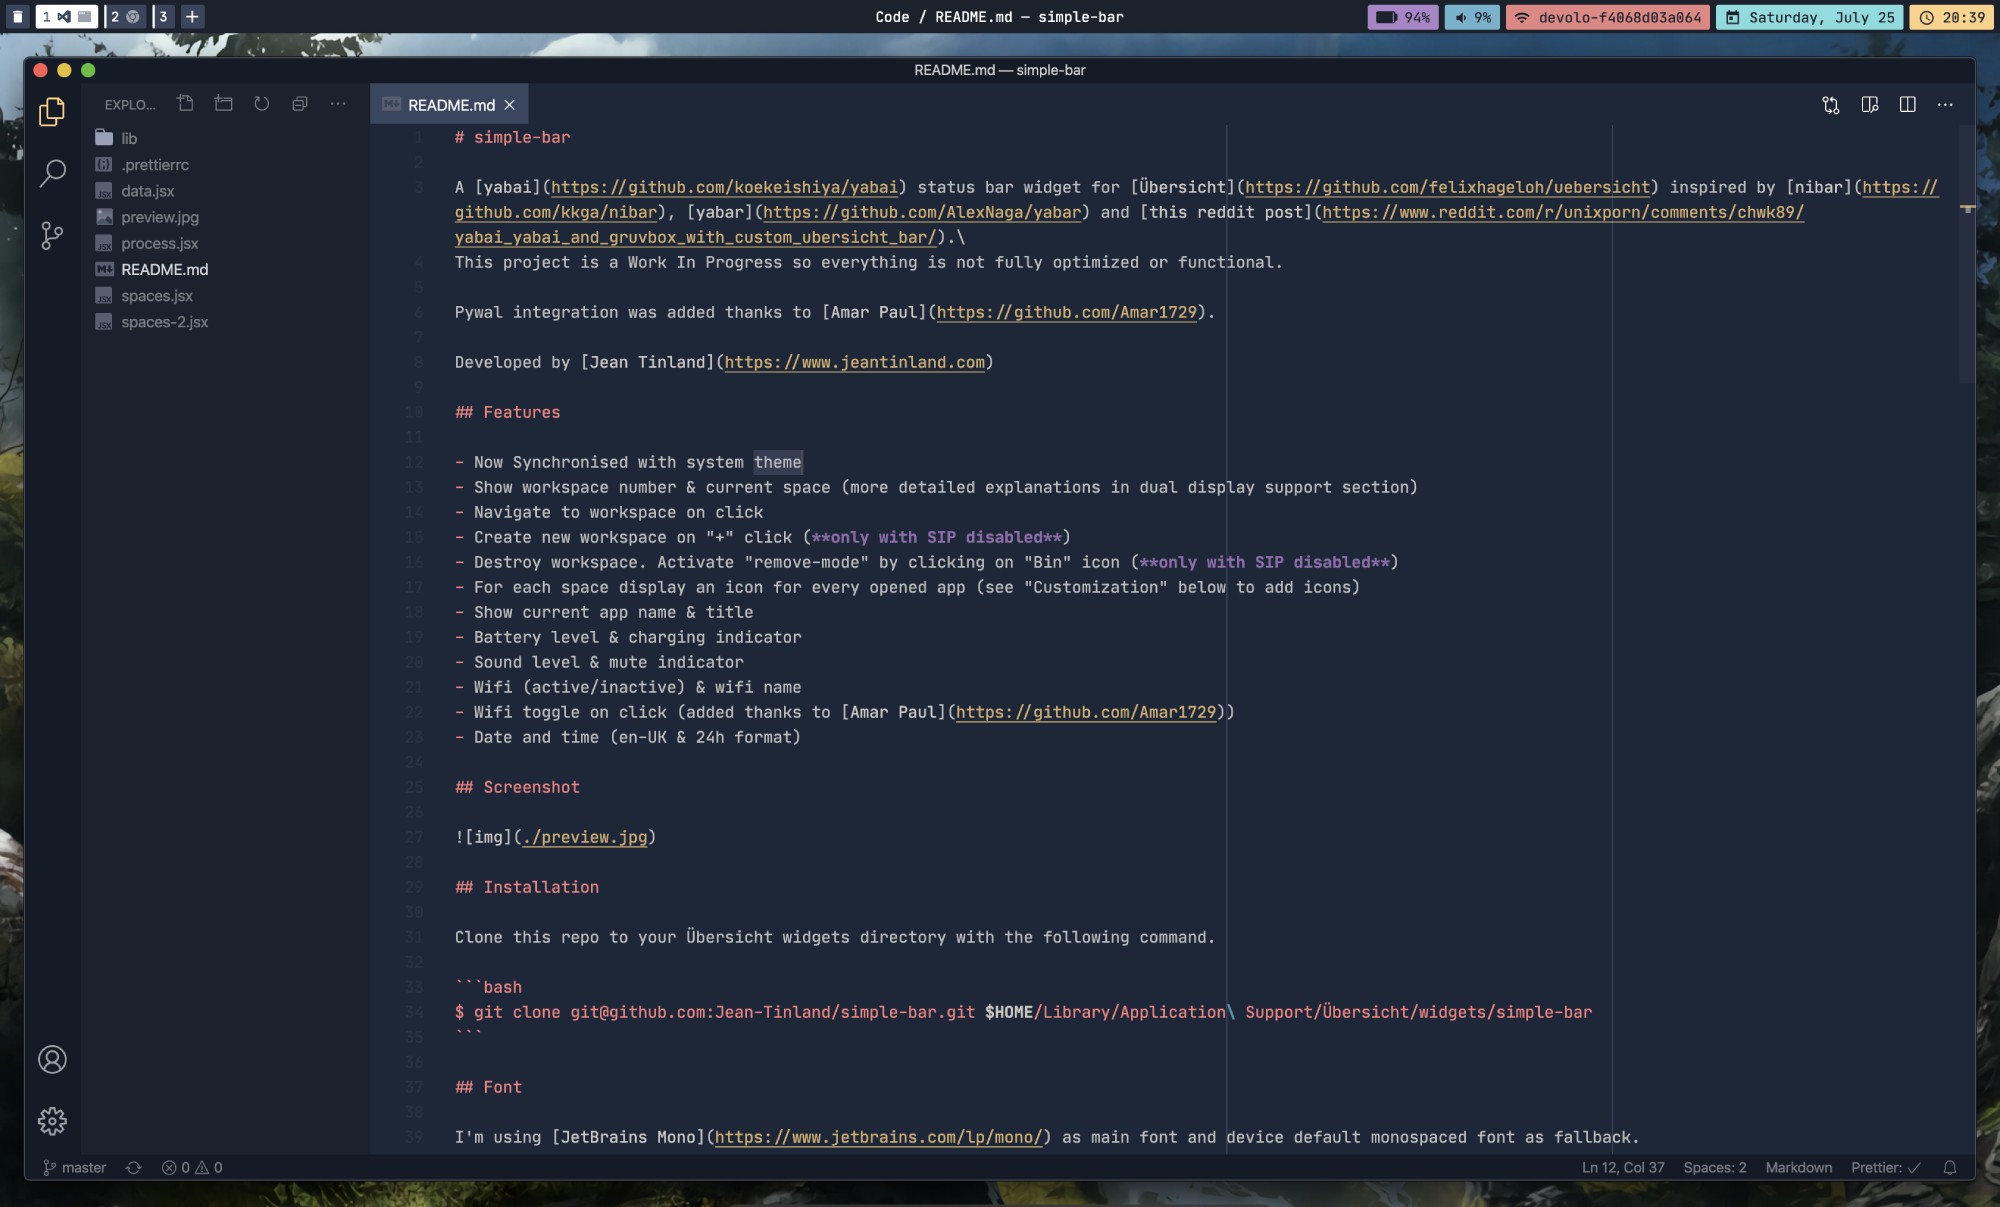 1 2 3 + Code / README.md — simple-bar 94% 9% devolo-f4068d03a064 Saturday, July 25 20:39
README.md — simple-bar
EXPLO... README.md
lib
.prettierrc
data.jsx
preview.jpg
process.jsx
README.md
spaces.jsx
spaces-2.jsx
1 # simple-bar
2
3 A [yabai](https://github.com/koekeishiya/yabai) status bar widget for [Übersicht](https://github.com/felixhageloh/uebersicht) inspired by [nibar](https://
github.com/kkga/nibar), [yabar](https://github.com/AlexNaga/yabar) and [this reddit post](https://www.reddit.com/r/unixporn/comments/chwk89/
yabai_yabai_and_gruvbox_with_custom_ubersicht_bar/).\
4 This project is a Work In Progress so everything is not fully optimized or functional.
5
6 Pywal integration was added thanks to [Amar Paul](https://github.com/Amar1729).
7
8 Developed by [Jean Tinland](https://www.jeantinland.com)
9
10 ## Features
11
12 - Now Synchronised with system theme
13 - Show workspace number & current space (more detailed explanations in dual display support section)
14 - Navigate to workspace on click
15 - Create new workspace on "+" click (**only with SIP disabled**)
16 - Destroy workspace. Activate "remove-mode" by clicking on "Bin" icon (**only with SIP disabled**)
17 - For each space display an icon for every opened app (see "Customization" below to add icons)
18 - Show current app name & title
19 - Battery level & charging indicator
20 - Sound level & mute indicator
21 - Wifi (active/inactive) & wifi name
22 - Wifi toggle on click (added thanks to [Amar Paul](https://github.com/Amar1729))
23 - Date and time (en-UK & 24h format)
24
25 ## Screenshot
26
27 ![img](./preview.jpg)
28
29 ## Installation
30
31 Clone this repo to your Übersicht widgets directory with the following command.
32
33 ```bash
34 $ git clone git@github.com:Jean-Tinland/simple-bar.git $HOME/Library/Application\ Support/Übersicht/widgets/simple-bar
35 ```
36
37 ## Font
38
39 I'm using [JetBrains Mono](https://www.jetbrains.com/lp/mono/) as main font and device default monospaced font as fallback.
master 0 0 Ln 12, Col 37 Spaces: 2 Markdown Prettier: ✓